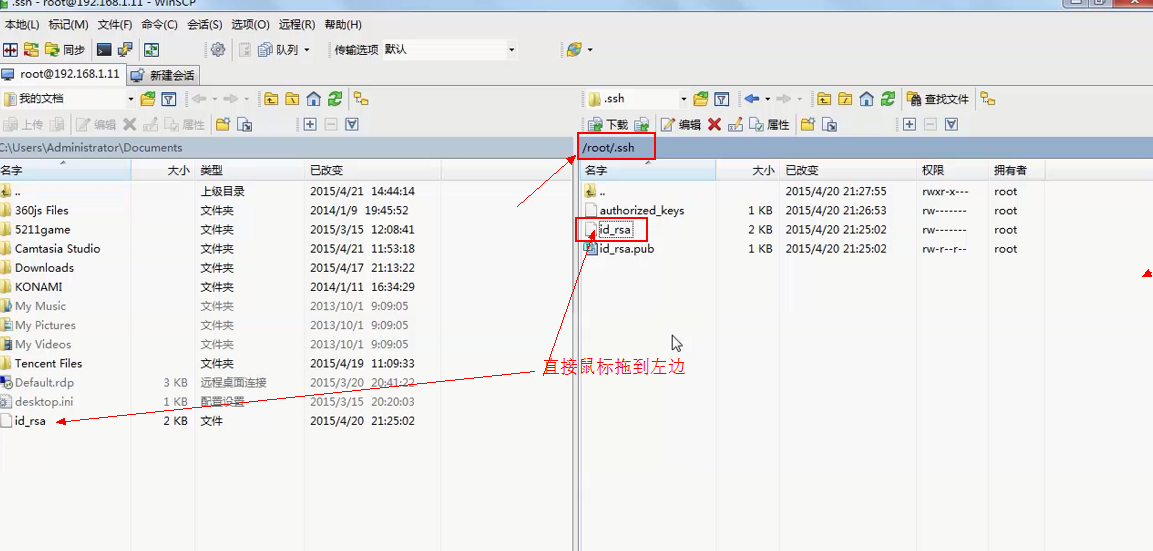 .ssh - root@192.168.1.11 - WinSCP
本地(L) 标记(M) 文件(F) 命令(C) 会话(S) 选项(O) 远程(R) 帮助(H)
同步 队列 传输选项 默认
root@192.168.1.11 新建会话
我的文档 .ssh 查找文件
上传 编辑 属性 下载 编辑 属性
C:\Users\Administrator\Documents /root/.ssh
名字 大小 类型 已改变 名字 大小 已改变 权限 拥有者
.. 上级目录 2015/4/21 14:44:14 .. 2015/4/20 21:27:55 rwxr-x--- root
360js Files 文件夹 2014/1/9 19:45:52 authorized_keys 1 KB 2015/4/20 21:26:53 rw------- root
5211game 文件夹 2015/3/15 12:08:41 id_rsa 2 KB 2015/4/20 21:25:02 rw------- root
Camtasia Studio 文件夹 2015/4/21 11:53:18 id_rsa.pub 1 KB 2015/4/20 21:25:02 rw-r--r-- root
Downloads 文件夹 2015/4/17 21:13:22
KONAMI 文件夹 2014/1/11 16:34:29
My Music 文件夹 2013/10/1 9:09:05
My Pictures 文件夹 2013/10/1 9:09:05
My Videos 文件夹 2013/10/1 9:09:05
Tencent Files 文件夹 2015/4/19 11:09:33
直接鼠标拖到左边
Default.rdp 3 KB 远程桌面连接 2015/3/20 20:41:22
desktop.ini 1 KB 配置设置 2015/3/15 20:20:03
id_rsa 2 KB 文件 2015/4/20 21:25:02